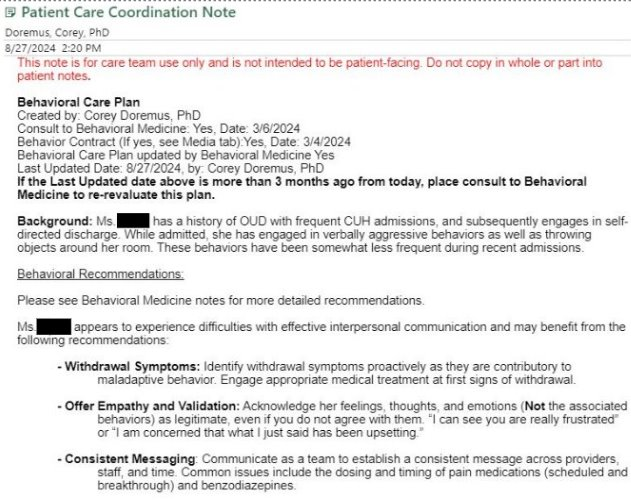 Patient Care Coordination Note
Doremus, Corey, PhD
8/27/2024 2:20 PM
This note is for care team use only and is not intended to be patient-facing. Do not copy in whole or part into
patient notes.
Behavioral Care Plan
Created by: Corey Doremus, PhD
Consult to Behavioral Medicine: Yes, Date: 3/6/2024
Behavior Contract (If yes, see Media tab):Yes, Date: 3/4/2024
Behavioral Care Plan updated by Behavioral Medicine Yes
Last Updated Date: 8/27/2024, by: Corey Doremus, PhD
If the Last Updated date above is more than 3 months ago from today, place consult to Behavioral
Medicine to re-revaluate this plan.
Background: Ms. has a history of OUD with frequent CUH admissions, and subsequently engages in self-
directed discharge. While admitted, she has engaged in verbally aggressive behaviors as well as throwing
objects around her room. These behaviors have been somewhat less frequent during recent admissions.
Behavioral Recommendations:
Please see Behavioral Medicine notes for more detailed recommendations.
Ms. appears to experience difficulties with effective interpersonal communication and may benefit from the
following recommendations:
- Withdrawal Symptoms: Identify withdrawal symptoms proactively as they are contributory to
maladaptive behavior. Engage appropriate medical treatment at first signs of withdrawal.
- Offer Empathy and Validation: Acknowledge her feelings, thoughts, and emotions (Not the associated
behaviors) as legitimate, even if you do not agree with them. “I can see you are really frustrated”
or “I am concerned that what I just said has been upsetting.”
- Consistent Messaging: Communicate as a team to establish a consistent message across providers,
staff, and time. Common issues include the dosing and timing of pain medications (scheduled and
breakthrough) and benzodiazepines.